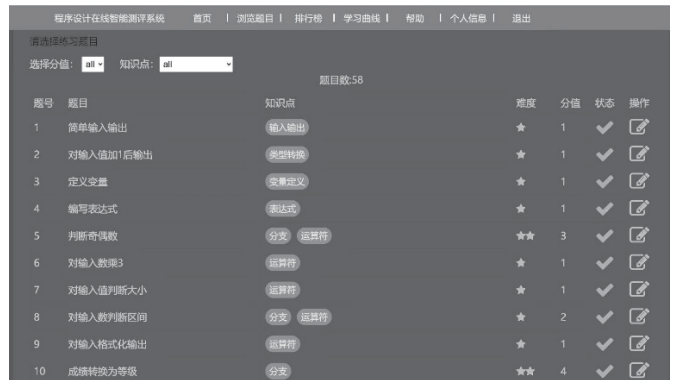 程序设计在线智能测评系统 首页 | 浏览题目 | 排行榜 | 学习曲线 | 帮助 | 个人信息 | 退出
请选择练习题目
选择分值: all 知识点: all
题目数:58
题号 题目 知识点 难度 分值 状态 操作
1 简单输入输出 输入输出 ★ 1
2 对输入值加1后输出 类型转换 ★ 1
3 定义变量 变量定义 ★ 1
4 编写表达式 表达式 ★ 1
5 判断奇偶数 分支 运算符 ★★ 3
6 对输入数乘3 运算符 ★ 1
7 对输入值判断大小 运算符 ★ 1
8 对输入数判断区间 分支 运算符 ★ 2
9 对输入格式化输出 运算符 ★ 1
10 成绩转换为等级 分支 ★★ 4